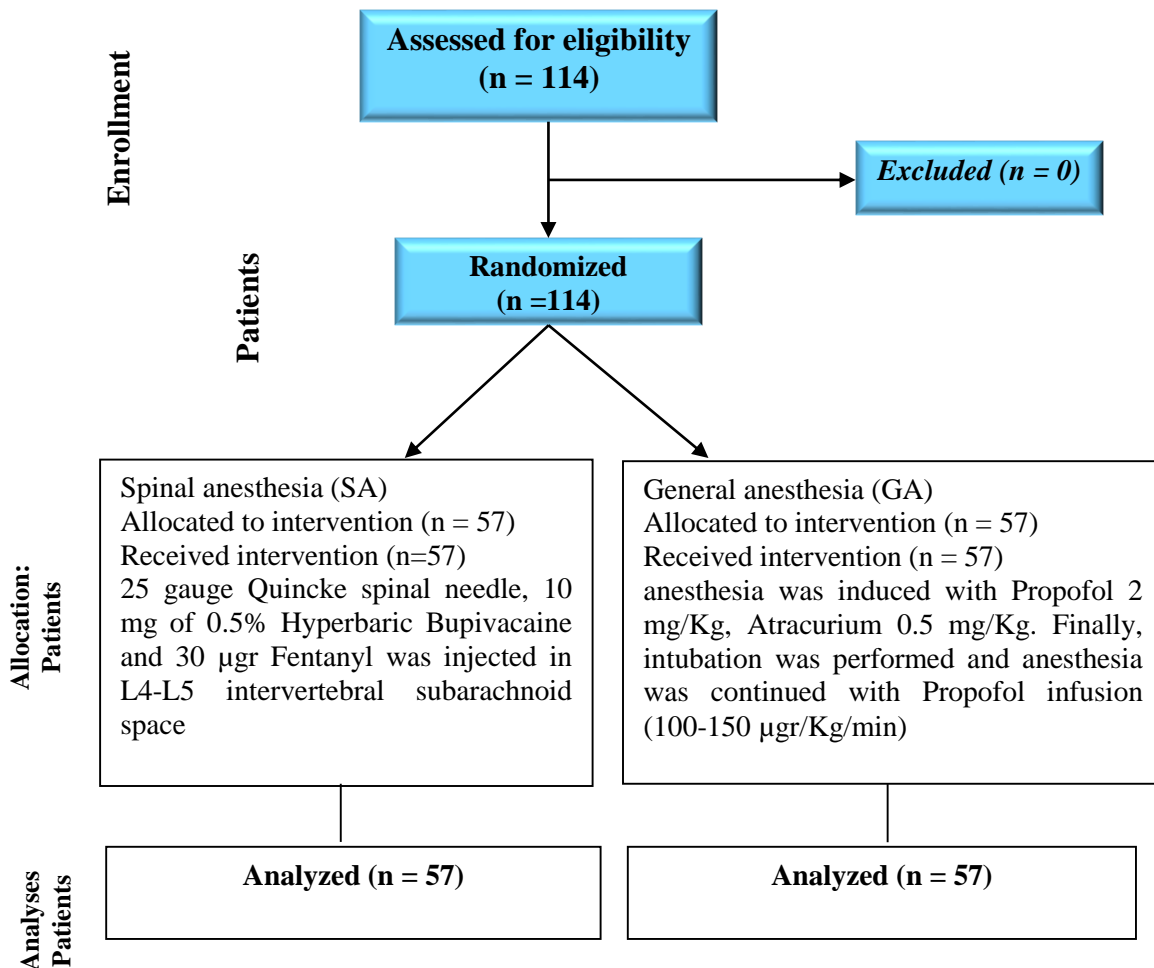 Enrollment
Patients
Assessed for eligibility
(n = 114)
Excluded (n = 0)
Randomized
(n =114)
Allocation:
Patients
Spinal anesthesia (SA)
Allocated to intervention (n = 57)
Received intervention (n=57)
25 gauge Quincke spinal needle, 10
mg of 0.5% Hyperbaric Bupivacaine
and 30 µgr Fentanyl was injected in
L4-L5 intervertebral subarachnoid
space
General anesthesia (GA)
Allocated to intervention (n = 57)
Received intervention (n = 57)
anesthesia was induced with Propofol 2
mg/Kg, Atracurium 0.5 mg/Kg. Finally,
intubation was performed and anesthesia
was continued with Propofol infusion
(100-150 µgr/Kg/min)
Analyses
Patients
Analyzed (n = 57)
Analyzed (n = 57)